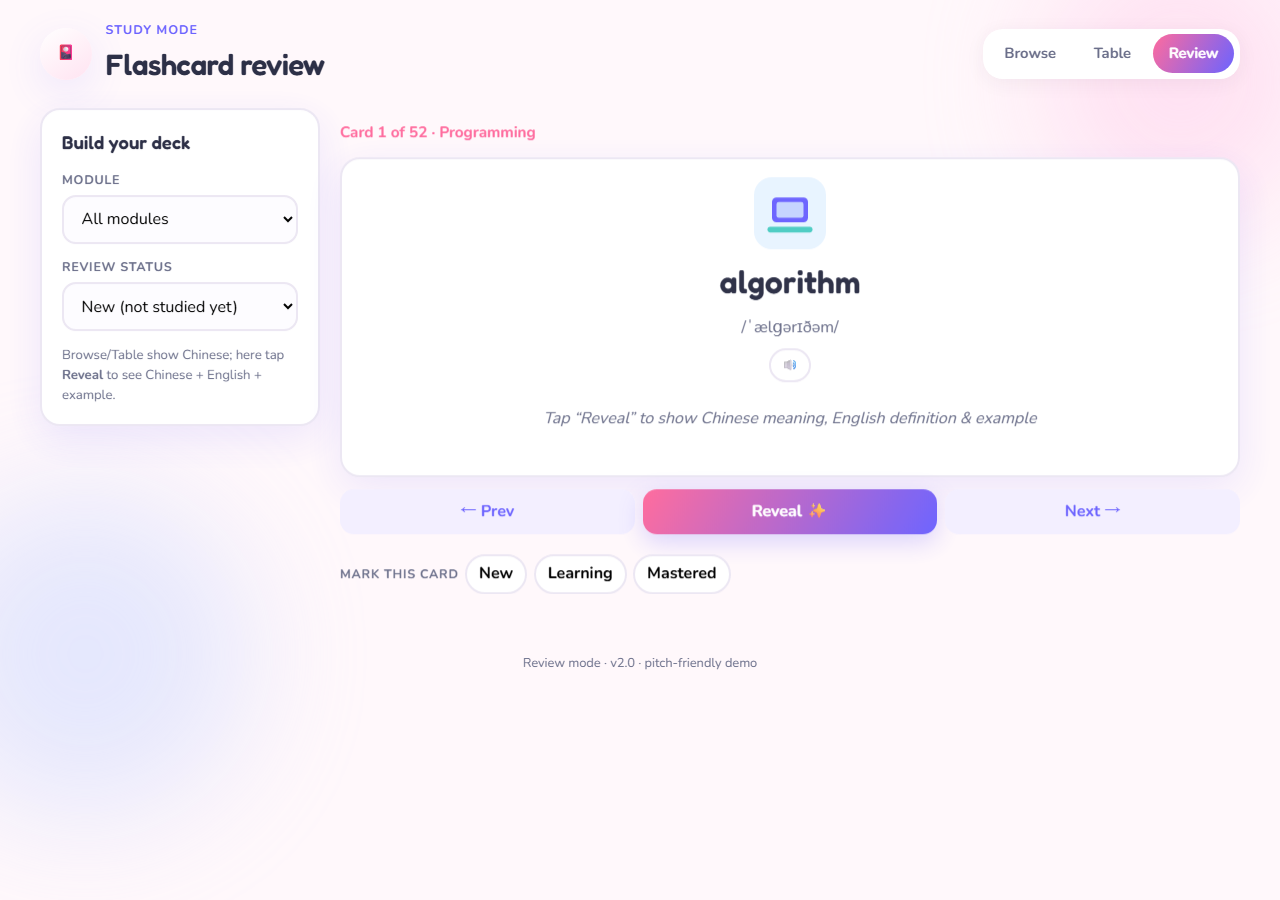 STUDY MODE
Flashcard review
Browse
Table
Review
Build your deck
MODULE
All modules
REVIEW STATUS
New (not studied yet)
Browse/Table show Chinese; here tap
Reveal to see Chinese + English +
example.
Card 1 of 52 · Programming
algorithm
/ˈælɡərɪðəm/
Tap “Reveal” to show Chinese meaning, English definition & example
← Prev
Reveal ✨
Next →
MARK THIS CARD
New
Learning
Mastered
Review mode · v2.0 · pitch-friendly demo